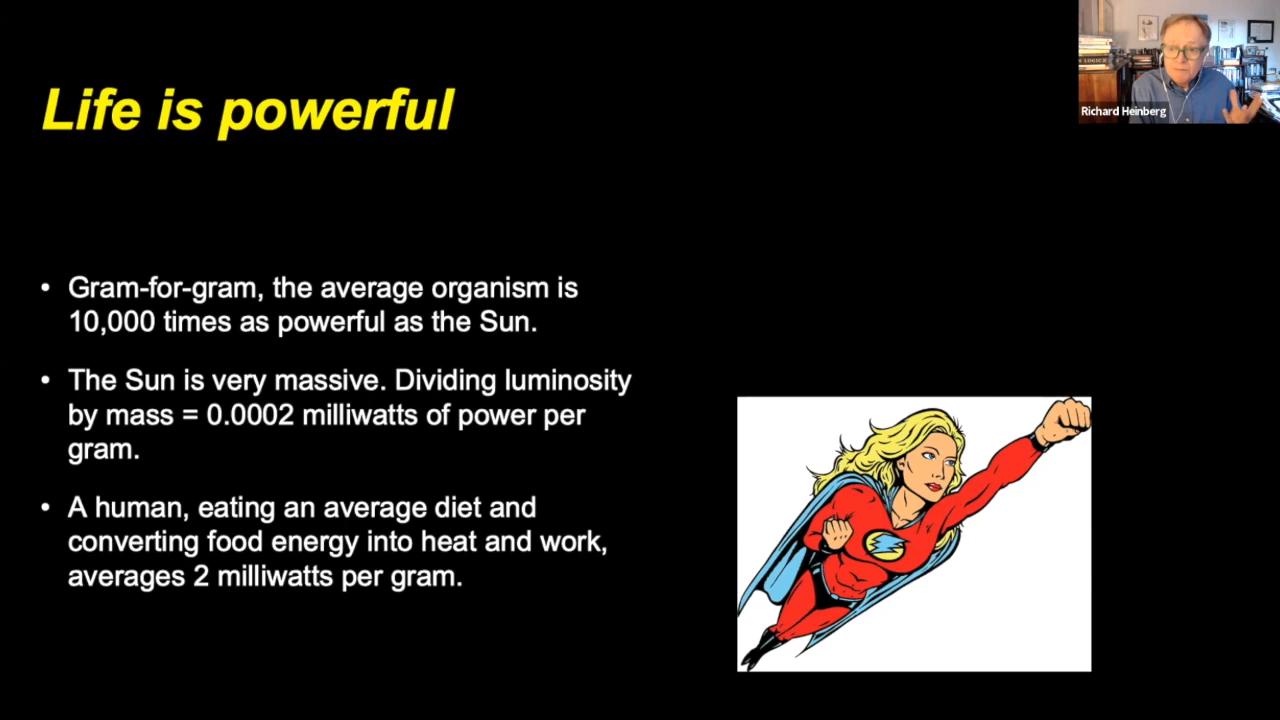 Life is powerful
Richard Heinberg
• Gram-for-gram, the average organism is
10,000 times as powerful as the Sun.
• The Sun is very massive. Dividing luminosity
by mass = 0.0002 milliwatts of power per
gram.
• A human, eating an average diet and
converting food energy into heat and work,
averages 2 milliwatts per gram.